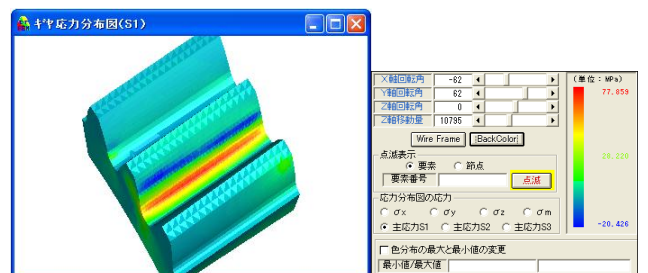 ｷﾞﾔ応力分布図(S1)
X軸回転角 -62
Y軸回転角 62
Z軸回転角 0
Z軸移動量 10795
Wire Frame BackColor
点滅表示
要素 節点
要素番号 点滅
応力分布図の応力
σx σy σz σm
主応力S1 主応力S2 主応力S3
色分布の最大と最小値の変更
最小値/最大値
(単位：MPa)
77.859
28.220
-20.426